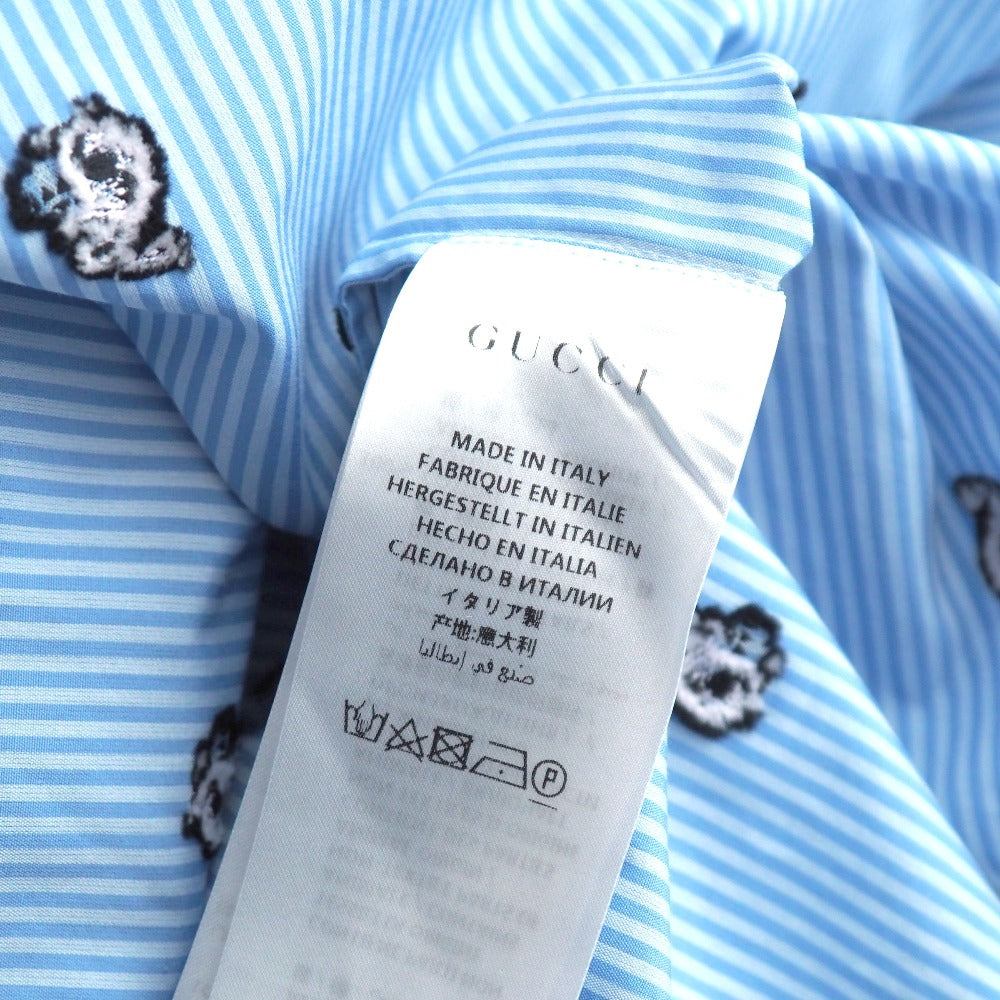 GUCCI
MADE IN ITALY
FABRIQUE EN ITALIE
HERGESTELLT IN ITALIEN
HECHO EN ITALIA
СДЕЛАНО В ИТАЛИИ
イタリア製
产地:意大利
صنع في إيطاليا
P